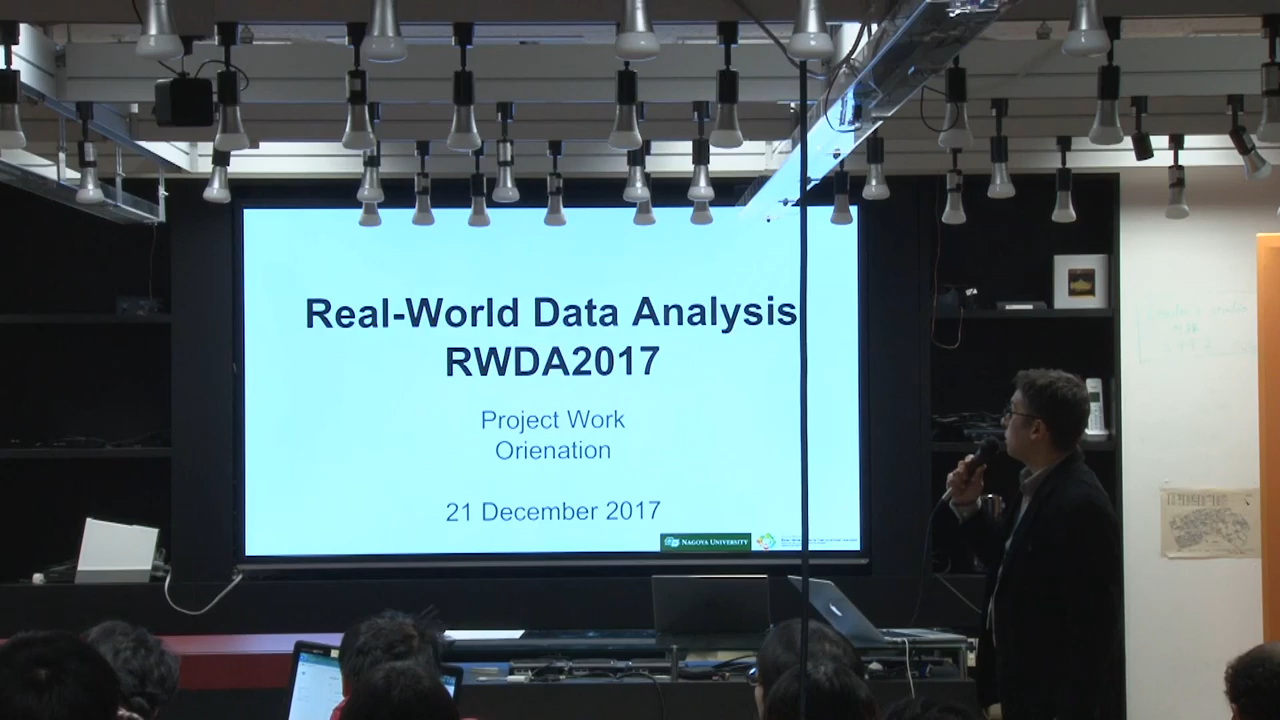 Real-World Data Analysis
RWDA2017
Project Work
Orienation
21 December 2017
NAGOYA UNIVERSITY